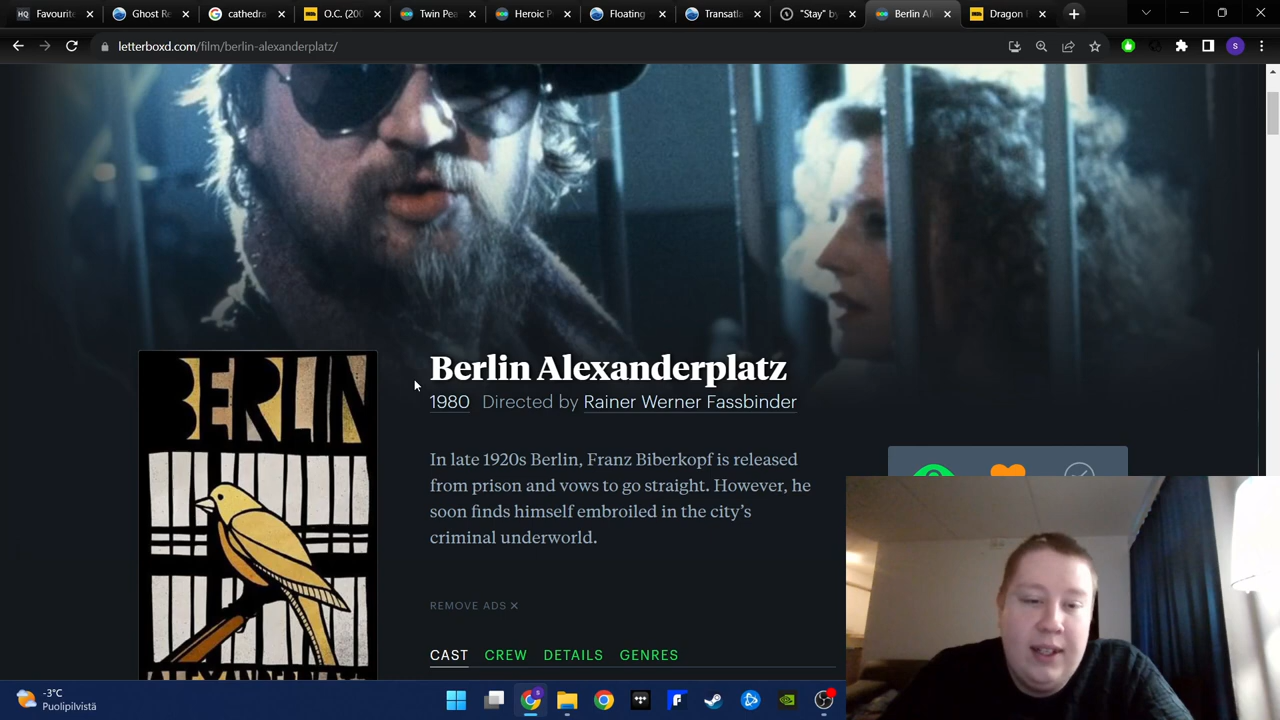 Favourite
Ghost Re
cathedra
O.C. (200
Twin Pea
Heroic P
Floating
Transatla
"Stay" by
Berlin Al
Dragon
letterboxd.com/film/berlin-alexanderplatz/
S
BERLIN
Berlin Alexanderplatz
1980 Directed by Rainer Werner Fassbinder
In late 1920s Berlin, Franz Biberkopf is released
from prison and vows to go straight. However, he
soon finds himself embroiled in the city's
criminal underworld.
REMOVE ADS ×
CAST CREW DETAILS GENRES
-3°C
Puolipilvistä